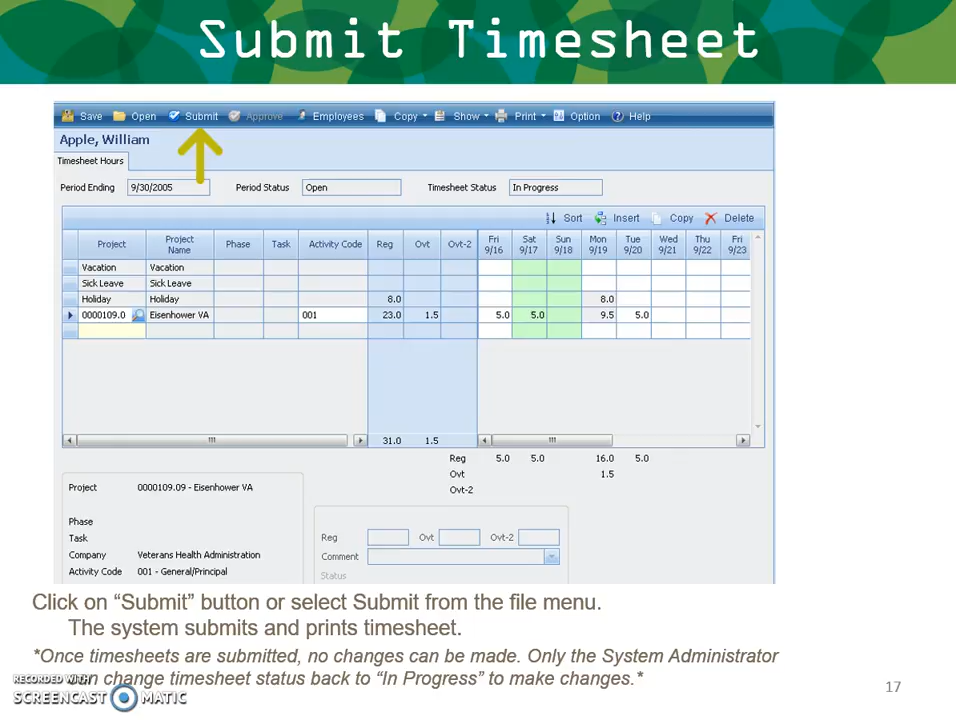 Submit Timesheet
Save Open Submit Approve Employees Copy Show Print Option Help
Apple, William
Timesheet Hours
Period Ending 9/30/2005 Period Status Open Timesheet Status In Progress
Sort Insert Copy Delete
Project Project Name Phase Task Activity Code Reg Ovt Ovt-2 Fri 9/16 Sat 9/17 Sun 9/18 Mon 9/19 Tue 9/20 Wed 9/21 Thu 9/22 Fri 9/23
Vacation Vacation
Sick Leave Sick Leave
Holiday Holiday 8.0 8.0
0000109.0 Eisenhower VA 001 23.0 1.5 5.0 5.0 9.5 5.0
31.0 1.5
Reg 5.0 5.0 16.0 5.0
Ovt 1.5
Ovt-2
Project 0000109.09 - Eisenhower VA
Phase
Task
Company Veterans Health Administration
Activity Code 001 - General/Principal
Reg Ovt Ovt-2
Comment
Status
Click on “Submit” button or select Submit from the file menu.
The system submits and prints timesheet.
*Once timesheets are submitted, no changes can be made. Only the System Administrator
can change timesheet status back to “In Progress” to make changes.*
RECORDED WITH
SCREENCAST MATIC
17